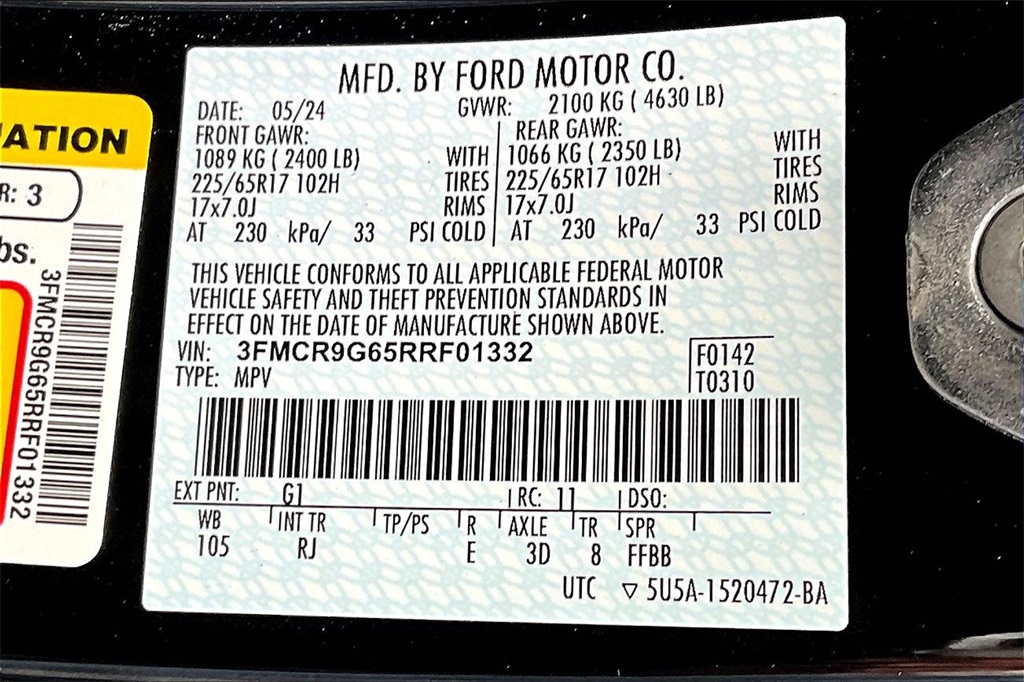 MFD. BY FORD MOTOR CO.
DATE: 05/24 GVWR: 2100 KG ( 4630 LB)
FRONT GAWR: REAR GAWR:
1089 KG ( 2400 LB) WITH 1066 KG ( 2350 LB) WITH
225/65R17 102H TIRES 225/65R17 102H TIRES
17x7.0J RIMS 17x7.0J RIMS
AT 230 kPa/ 33 PSI COLD AT 230 kPa/ 33 PSI COLD
THIS VEHICLE CONFORMS TO ALL APPLICABLE FEDERAL MOTOR
VEHICLE SAFETY AND THEFT PREVENTION STANDARDS IN
EFFECT ON THE DATE OF MANUFACTURE SHOWN ABOVE.
VIN: 3FMCR9G65RRF01332
F0142
TYPE: MPV
T0310
EXT PNT: G1 RC: 11 DSO:
WB INT TR TP/PS R AXLE TR SPR
105 RJ E 3D 8 FFBB
UTC ▽ 5U5A-1520472-BA
R: 3
bs.
3FMCR9G65RRF01332